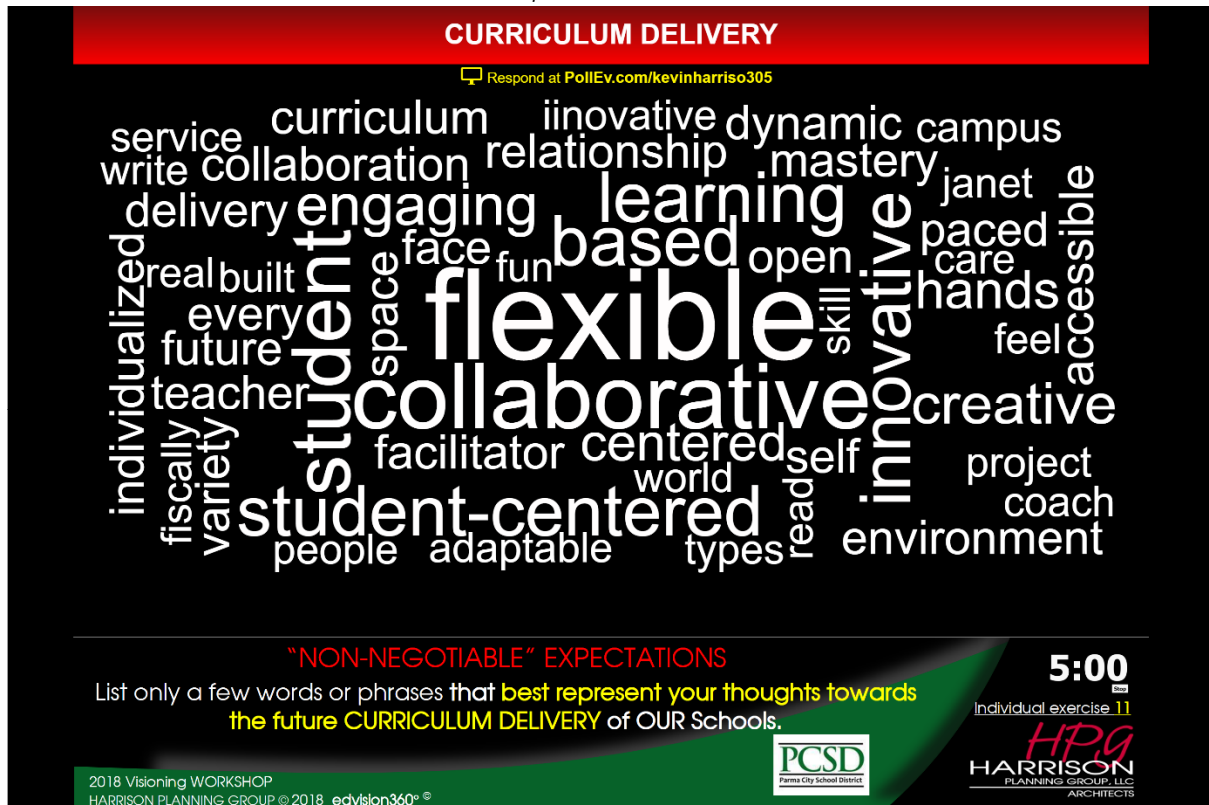 CURRICULUM DELIVERY
Respond at PollEv.com/kevinharriso305
curriculum
iinovative
dynamic
campus
service
write
collaboration
relationship
mastery
janet
delivery
engaging
learning
accessible
individualized
student
face
fun
based
open
innovative
paced
care
real
built
space
flexible
skill
hands
every
future
feel
teacher
collaborative
creative
fiscally
variety
facilitator
centered
self
project
world
read
coach
student-centered
environment
people
adaptable
types
"NON-NEGOTIABLE" EXPECTATIONS
List only a few words or phrases that best represent your thoughts towards
the future CURRICULUM DELIVERY of OUR Schools.
5:00
Stop
Individual exercise 11
PCSD
Parma City School District
HPG
HARRISON
PLANNING GROUP, LLC
ARCHITECTS
2018 Visioning WORKSHOP
HARRISON PLANNING GROUP © 2018 edvision360° ©